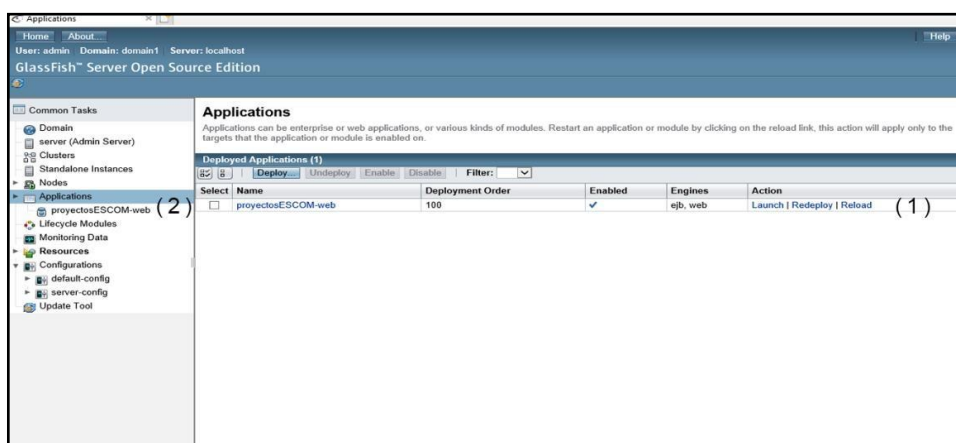 Applications
Home About...
Help
User: admin Domain: domain1 Server: localhost
GlassFish™ Server Open Source Edition
Common Tasks
Domain
server (Admin Server)
Clusters
Standalone Instances
Nodes
Applications
proyectosESCOM-web (2)
Lifecycle Modules
Monitoring Data
Resources
Configurations
default-config
server-config
Update Tool
Applications
Applications can be enterprise or web applications, or various kinds of modules. Restart an application or module by clicking on the reload link, this action will apply only to the
targets that the application or module is enabled on.
Deployed Applications (1)
Deploy... Undeploy Enable Disable Filter:
Select Name Deployment Order Enabled Engines Action
proyectosESCOM-web 100 ejb, web Launch | Redeploy | Reload (1)